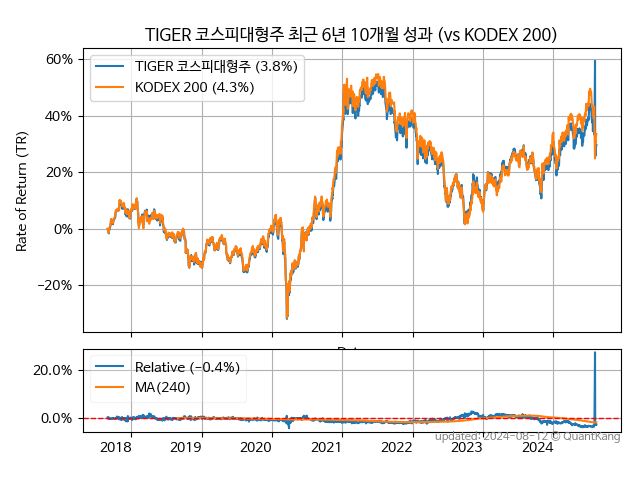 TIGER 코스피대형주 최근 6년 10개월 성과 (vs KODEX 200)
60%
40%
20%
0%
−20%
Rate of Return (TR)
TIGER 코스피대형주 (3.8%)
KODEX 200 (4.3%)
20.0%
0.0%
Relative (−0.4%)
MA(240)
2018 2019 2020 2021 2022 2023 2024
updated: 2024-08-12 © QuantKang